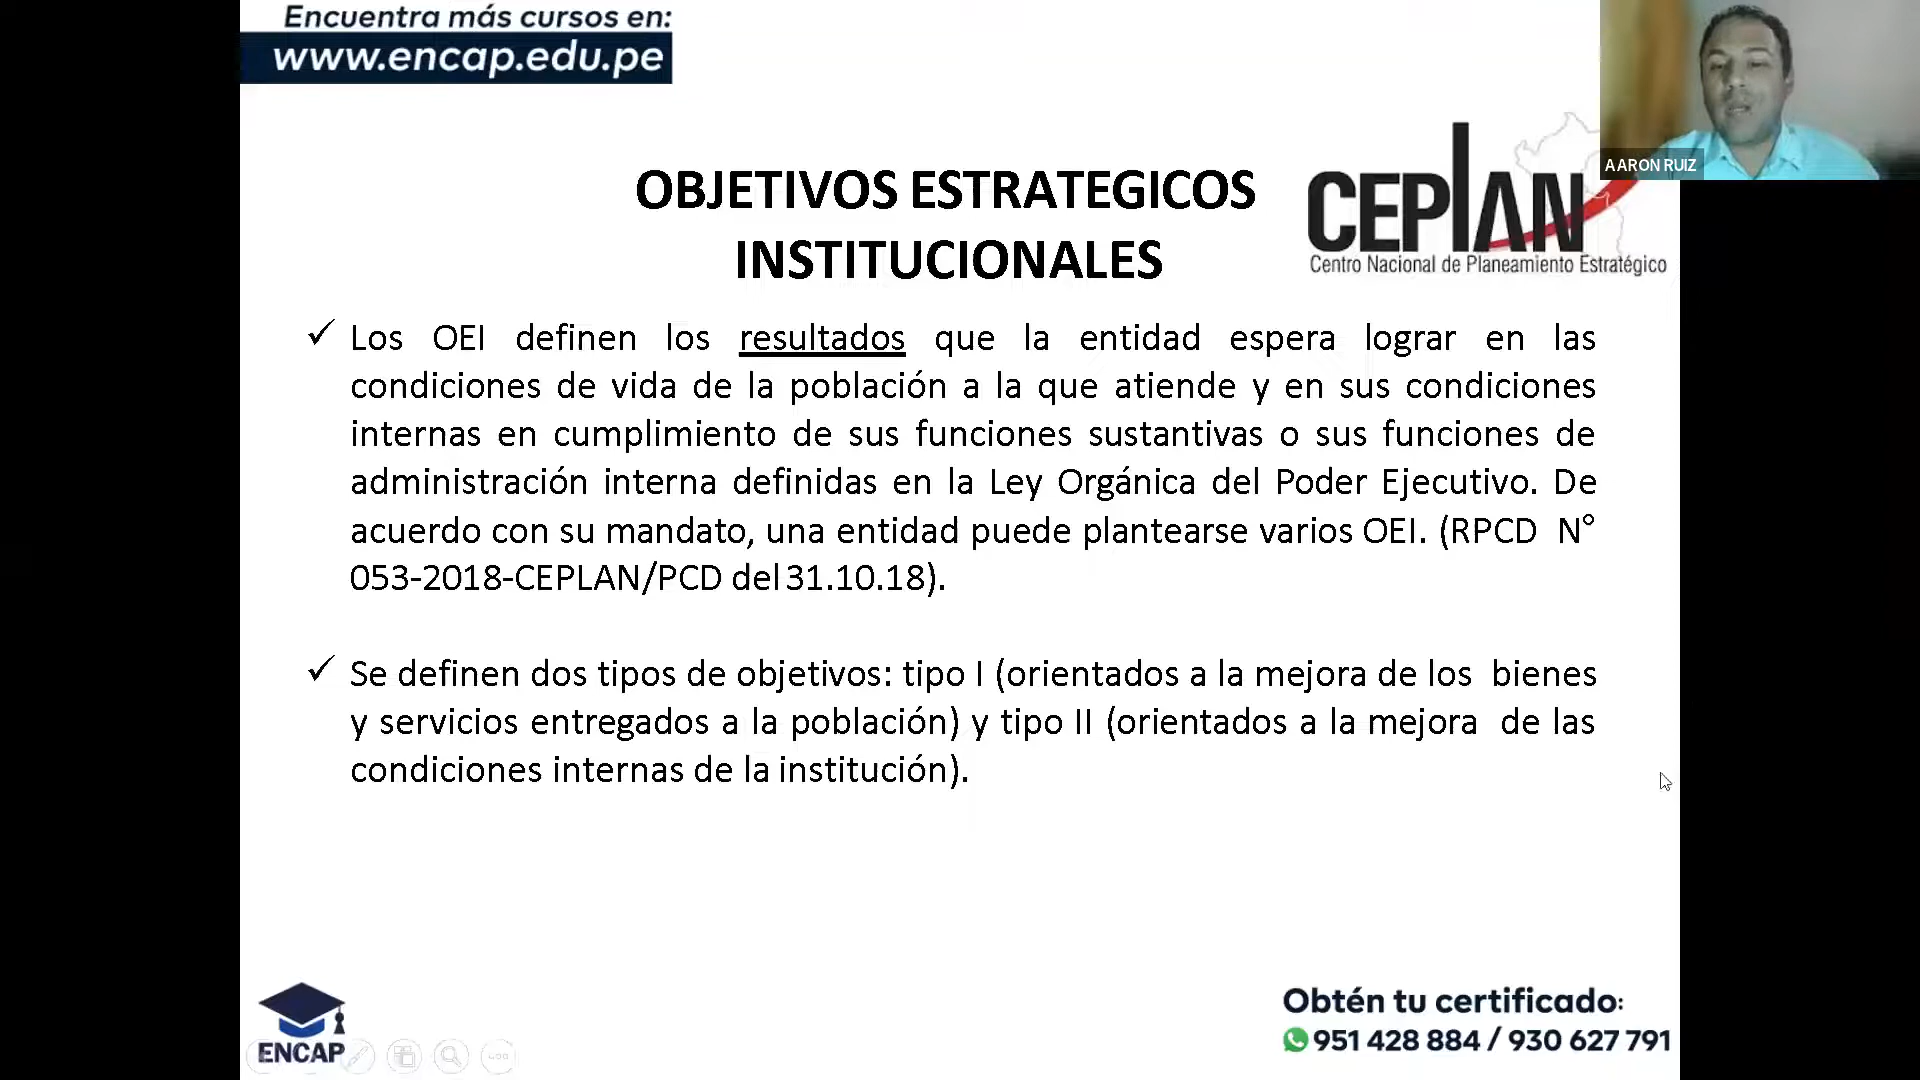 Encuentra más cursos en:
www.encap.edu.pe
AARON RUIZ
OBJETIVOS ESTRATEGICOS
INSTITUCIONALES
CEPLAN
Centro Nacional de Planeamiento Estratégico
✓ Los OEI definen los resultados que la entidad espera lograr en las
condiciones de vida de la población a la que atiende y en sus condiciones
internas en cumplimiento de sus funciones sustantivas o sus funciones de
administración interna definidas en la Ley Orgánica del Poder Ejecutivo. De
acuerdo con su mandato, una entidad puede plantearse varios OEI. (RPCD N°
053-2018-CEPLAN/PCD del 31.10.18).
✓ Se definen dos tipos de objetivos: tipo I (orientados a la mejora de los bienes
y servicios entregados a la población) y tipo II (orientados a la mejora de las
condiciones internas de la institución).
ENCAP
Obtén tu certificado:
951 428 884 / 930 627 791